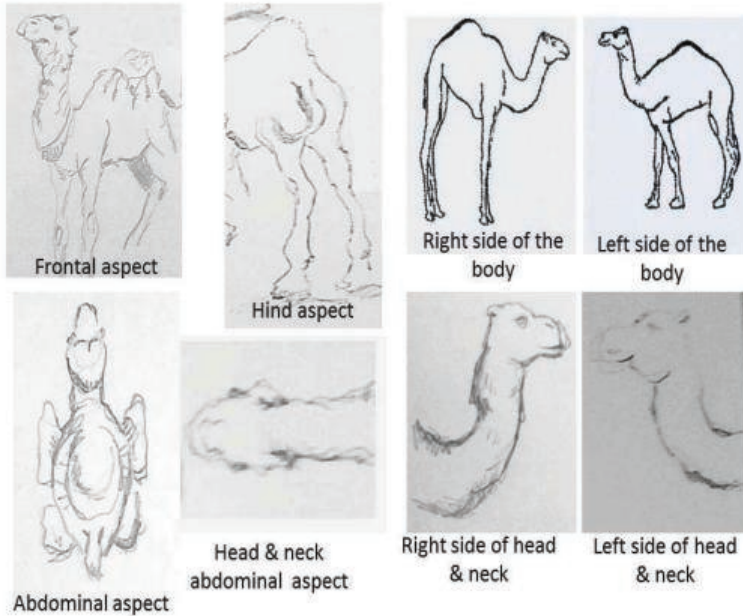 Frontal aspect
Hind aspect
Right side of the
body
Left side of the
body
Abdominal aspect
Head & neck
abdominal aspect
Right side of head
& neck
Left side of head
& neck